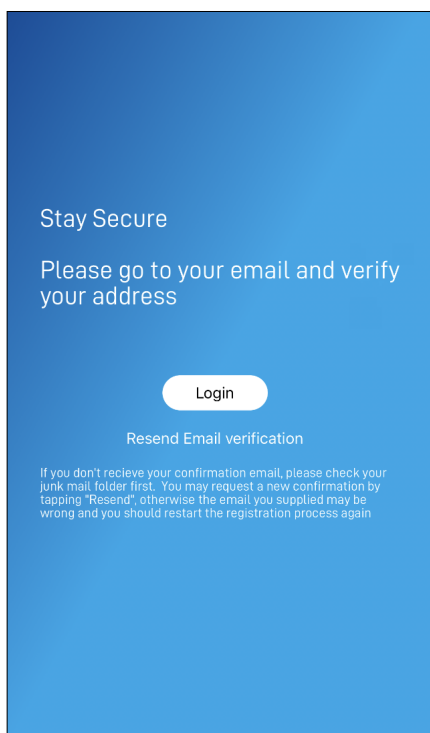 Stay Secure
Please go to your email and verify
your address
Login
Resend Email verification
If you don't recieve your confirmation email, please check your
junk mail folder first.  You may request a new confirmation by
tapping "Resend", otherwise the email you supplied may be
wrong and you should restart the registration process again